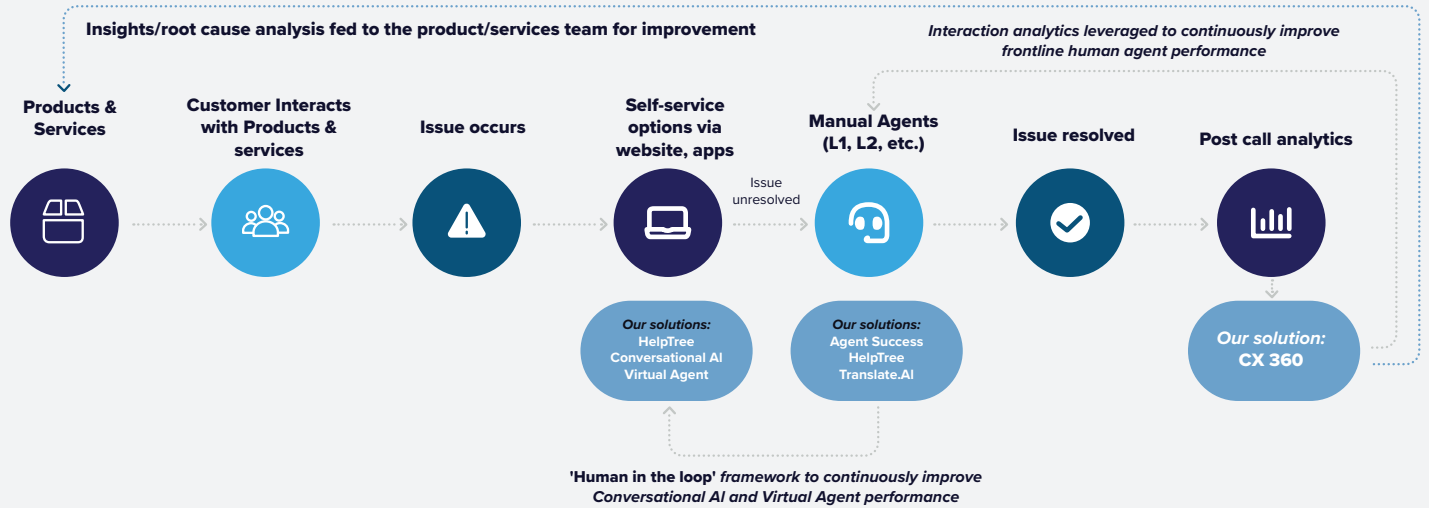 Insights/root cause analysis fed to the product/services team for improvement
Interaction analytics leveraged to continuously improve
frontline human agent performance
Products &
Services
Customer Interacts
with Products &
services
Issue occurs
Self-service
options via
website, apps
Issue
unresolved
Manual Agents
(L1, L2, etc.)
Issue resolved
Post call analytics
Our solutions:
HelpTree
Conversational AI
Virtual Agent
Our solutions:
Agent Success
HelpTree
Translate.AI
Our solution:
CX 360
'Human in the loop' framework to continuously improve
Conversational AI and Virtual Agent performance